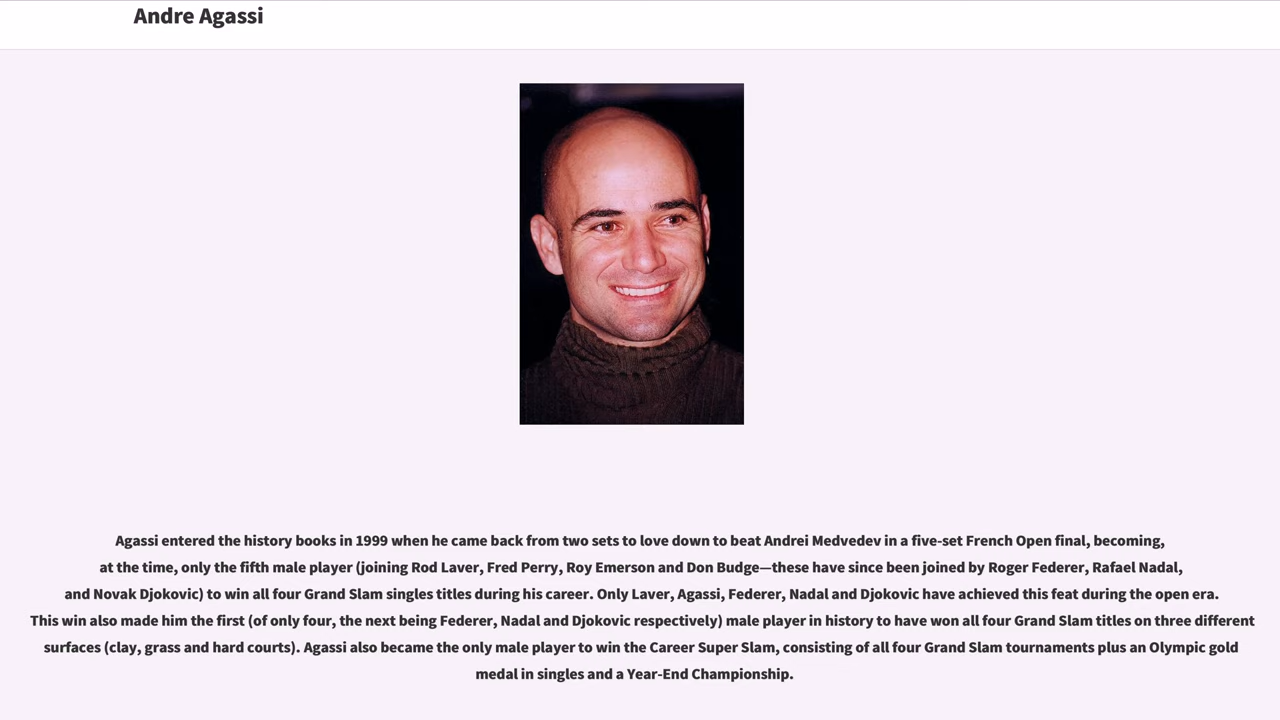 Andre Agassi
Agassi entered the history books in 1999 when he came back from two sets to love down to beat Andrei Medvedev in a five-set French Open final, becoming,
at the time, only the fifth male player (joining Rod Laver, Fred Perry, Roy Emerson and Don Budge—these have since been joined by Roger Federer, Rafael Nadal,
and Novak Djokovic) to win all four Grand Slam singles titles during his career. Only Laver, Agassi, Federer, Nadal and Djokovic have achieved this feat during the open era.
This win also made him the first (of only four, the next being Federer, Nadal and Djokovic respectively) male player in history to have won all four Grand Slam titles on three different
surfaces (clay, grass and hard courts). Agassi also became the only male player to win the Career Super Slam, consisting of all four Grand Slam tournaments plus an Olympic gold
medal in singles and a Year-End Championship.